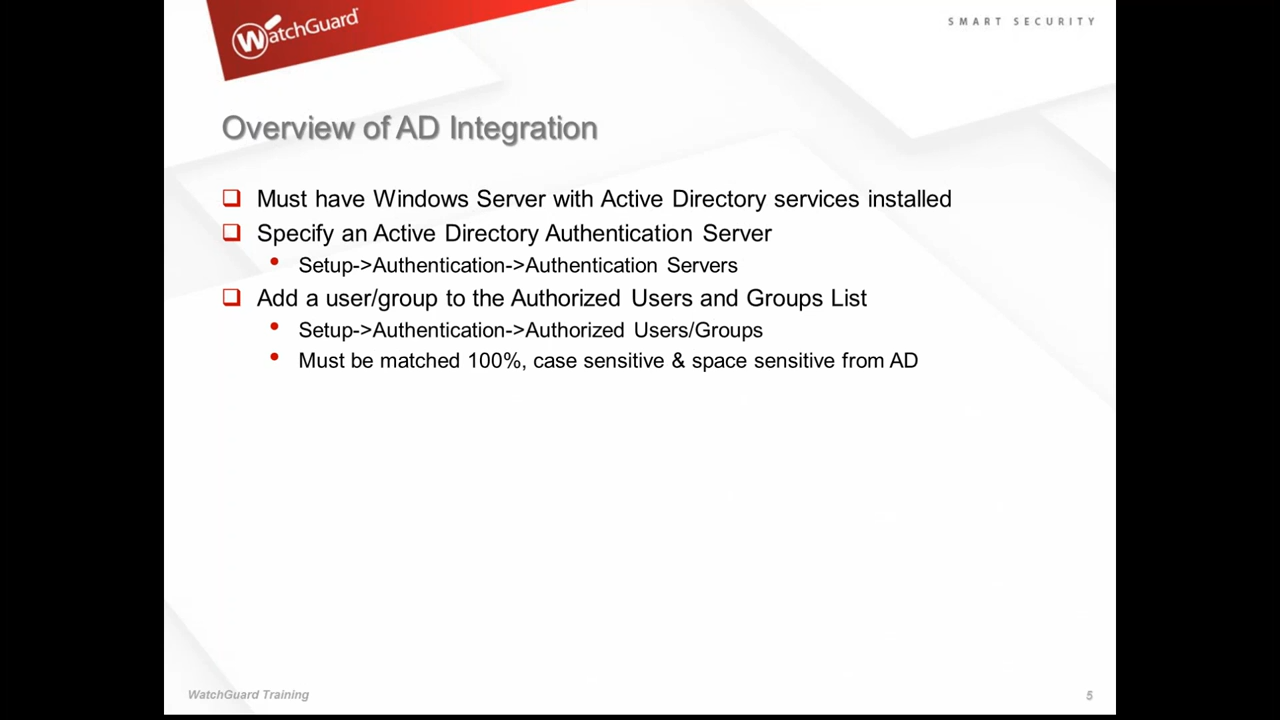 WatchGuard
SMART SECURITY
Overview of AD Integration
Must have Windows Server with Active Directory services installed
Specify an Active Directory Authentication Server
Setup->Authentication->Authentication Servers
Add a user/group to the Authorized Users and Groups List
Setup->Authentication->Authorized Users/Groups
Must be matched 100%, case sensitive & space sensitive from AD
WatchGuard Training
5